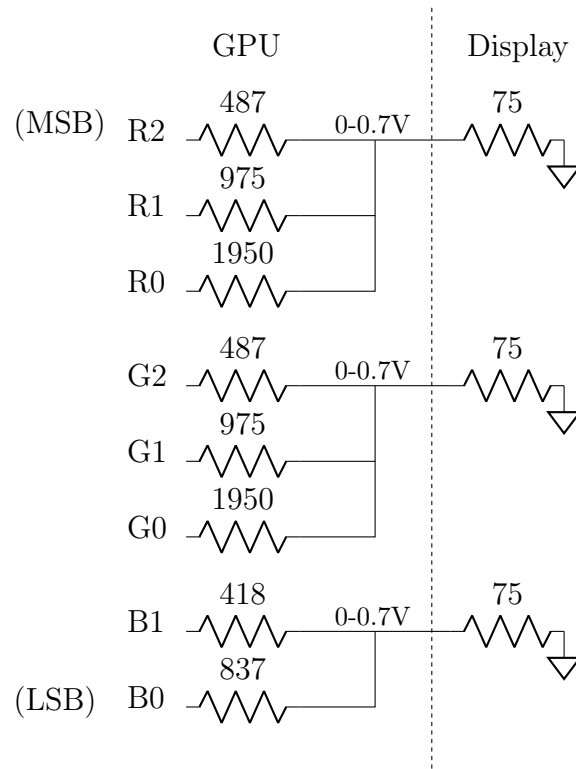 GPU Display
487 75
(MSB) R2 0-0.7V
975
R1
1950
R0
487 75
G2 0-0.7V
975
G1
1950
G0
418 75
B1 0-0.7V
837
(LSB) B0